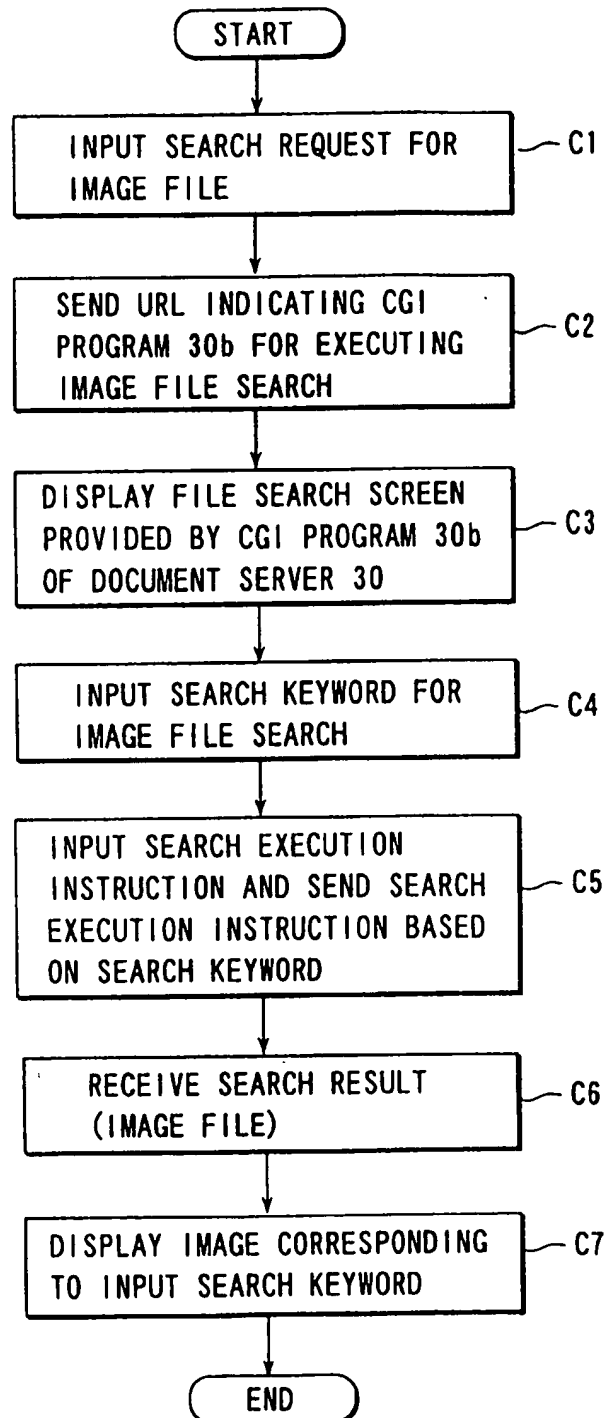 START
INPUT SEARCH REQUEST FOR
IMAGE FILE
C1
SEND URL INDICATING CGI
PROGRAM 30b FOR EXECUTING
IMAGE FILE SEARCH
C2
DISPLAY FILE SEARCH SCREEN
PROVIDED BY CGI PROGRAM 30b
OF DOCUMENT SERVER 30
C3
INPUT SEARCH KEYWORD FOR
IMAGE FILE SEARCH
C4
INPUT SEARCH EXECUTION
INSTRUCTION AND SEND SEARCH
EXECUTION INSTRUCTION BASED
ON SEARCH KEYWORD
C5
RECEIVE SEARCH RESULT
(IMAGE FILE)
C6
DISPLAY IMAGE CORRESPONDING
TO INPUT SEARCH KEYWORD
C7
END